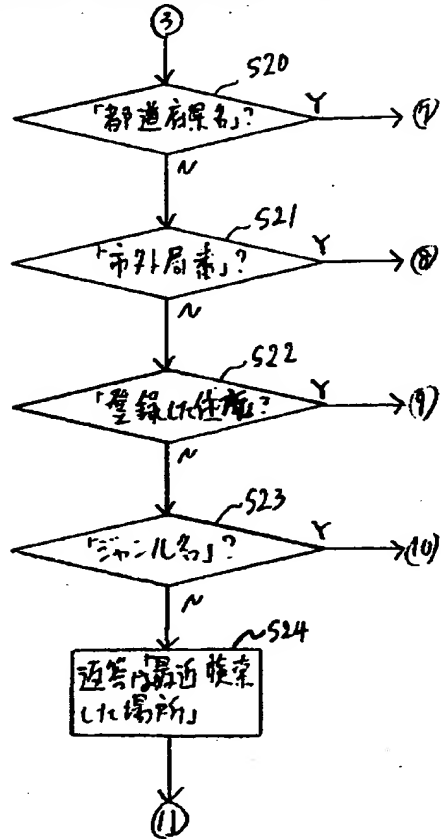 ③
S20
「都道府県名」?
Y
⑦
N
S21
「市外局番」?
Y
⑧
N
S22
「登録した住所」?
Y
⑨
N
S23
「ジャンル名」?
Y
⑩
N
S24
返答は「最近検索
した場所」
⑪